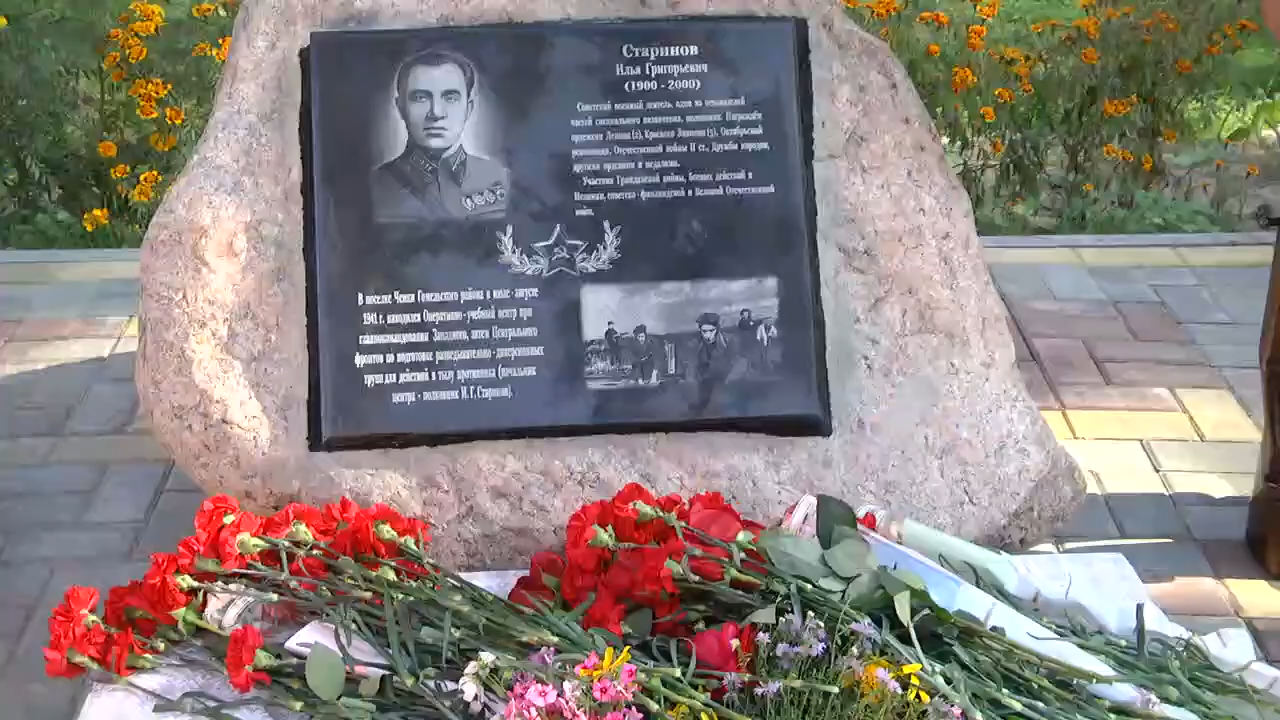 Старинов
Илья Григорьевич
(1900 - 2000)
Советский военный деятель, один из основателей
частей специального назначения, полковник. Награждён
орденами Ленина (2), Красного Знамени (5), Октябрьской
революции, Отечественной войны II ст., Дружбы народов,
другими орденами и медалями.
Участник Гражданской войны, боевых действий в
Испании, советско - финляндской и Великой Отечественной
войн.
В поселке Ченки Гомельского района в июле - августе
1941 г. находился Оперативно - учебный центр при
главнокомандовании Западного, затем Центрального
фронтов по подготовке разведывательно - диверсионных
групп для действий в тылу противника (начальник
центра - полковник И. Г. Старинов).